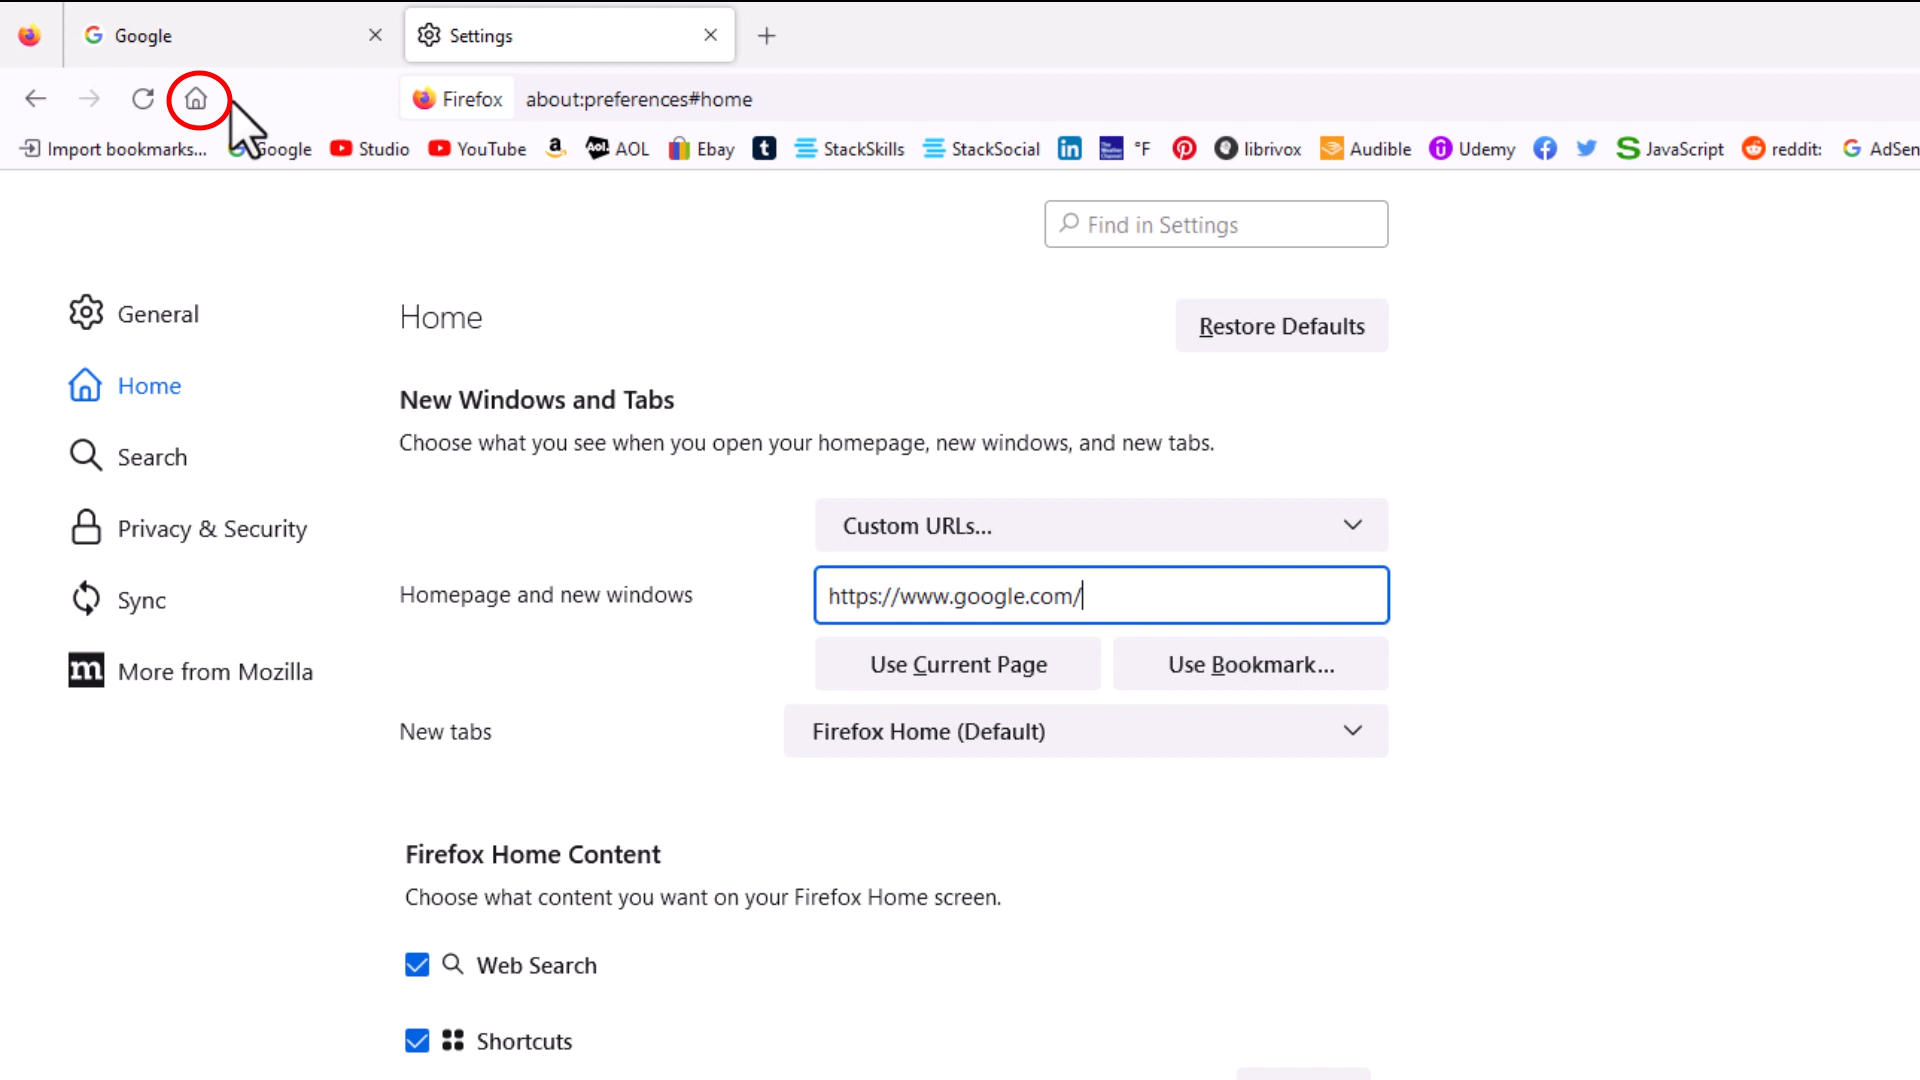 Google
Settings
Firefox about:preferences#home
Import bookmarks... Google Studio YouTube a AOL. AOL Ebay t StackSkills StackSocial in °F librivox Audible Udemy JavaScript reddit: AdSen
Find in Settings
General
Home
Search
Privacy & Security
Sync
m More from Mozilla
Home
Restore Defaults
New Windows and Tabs
Choose what you see when you open your homepage, new windows, and new tabs.
Custom URLs...
Homepage and new windows
https://www.google.com/
Use Current Page
Use Bookmark...
New tabs
Firefox Home (Default)
Firefox Home Content
Choose what content you want on your Firefox Home screen.
Web Search
Shortcuts